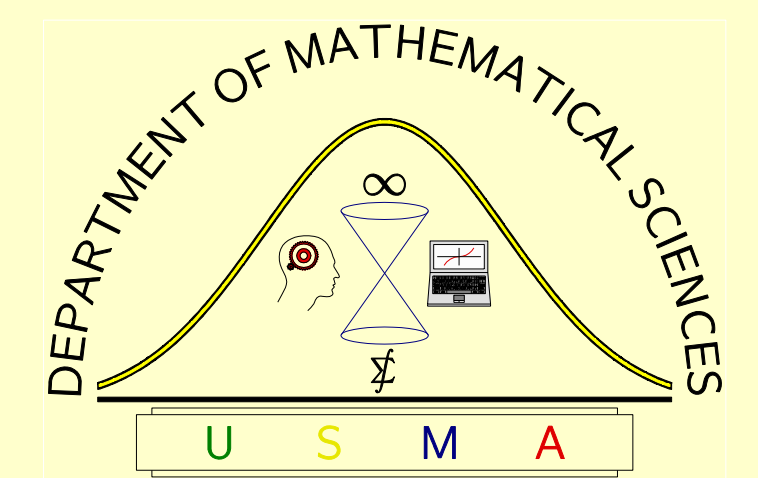 DEPARTMENT OF MATHEMATICAL SCIENCES
∞
U S M A